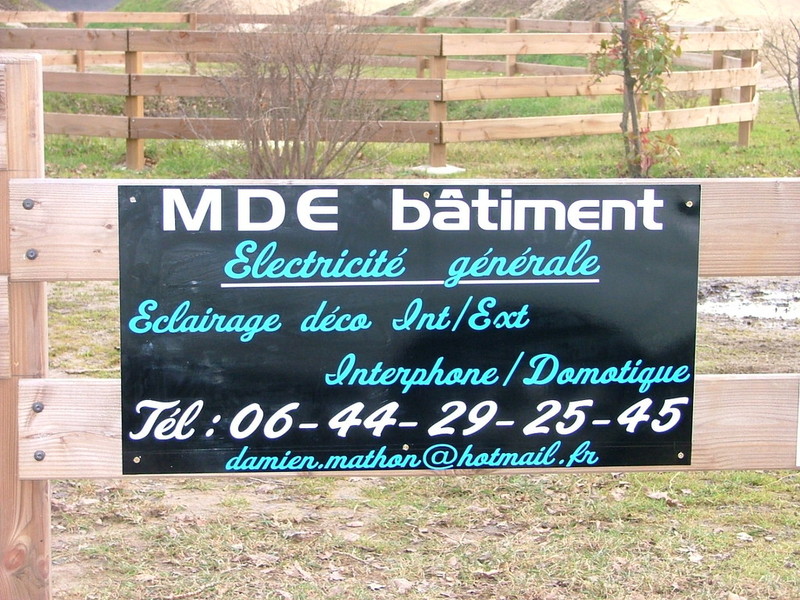 MDE bâtiment
Electricité générale
Eclairage déco Int/Ext
Interphone/Domotique
Tél : 06-44-29-25-45
damien.mathon@hotmail.fr